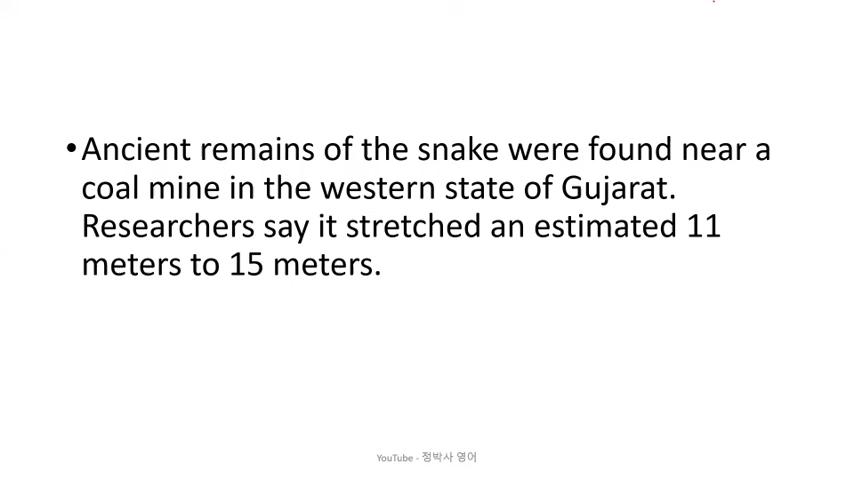 •Ancient remains of the snake were found near a
coal mine in the western state of Gujarat.
Researchers say it stretched an estimated 11
meters to 15 meters.
YouTube - 정박사 영어